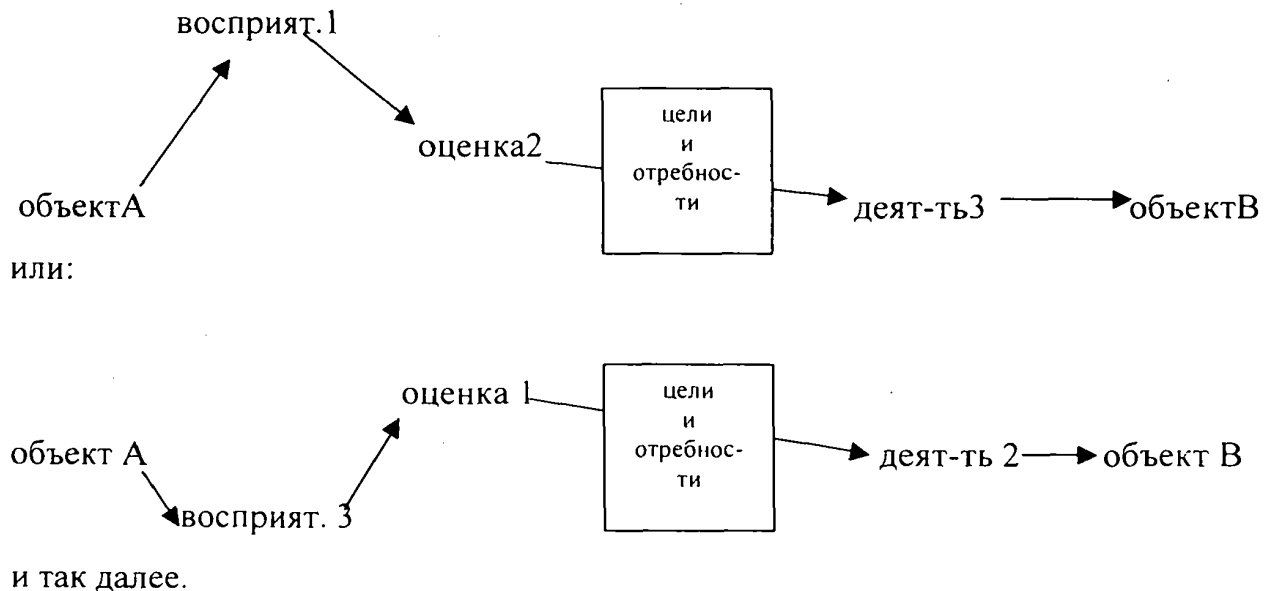 восприят.1
оценка2
цели
и
отребнос-
ти
объектА
деят-ть3
объектВ
или:
оценка 1
цели
и
отребнос-
ти
объект А
деят-ть 2
объект В
восприят. 3
и так далее.